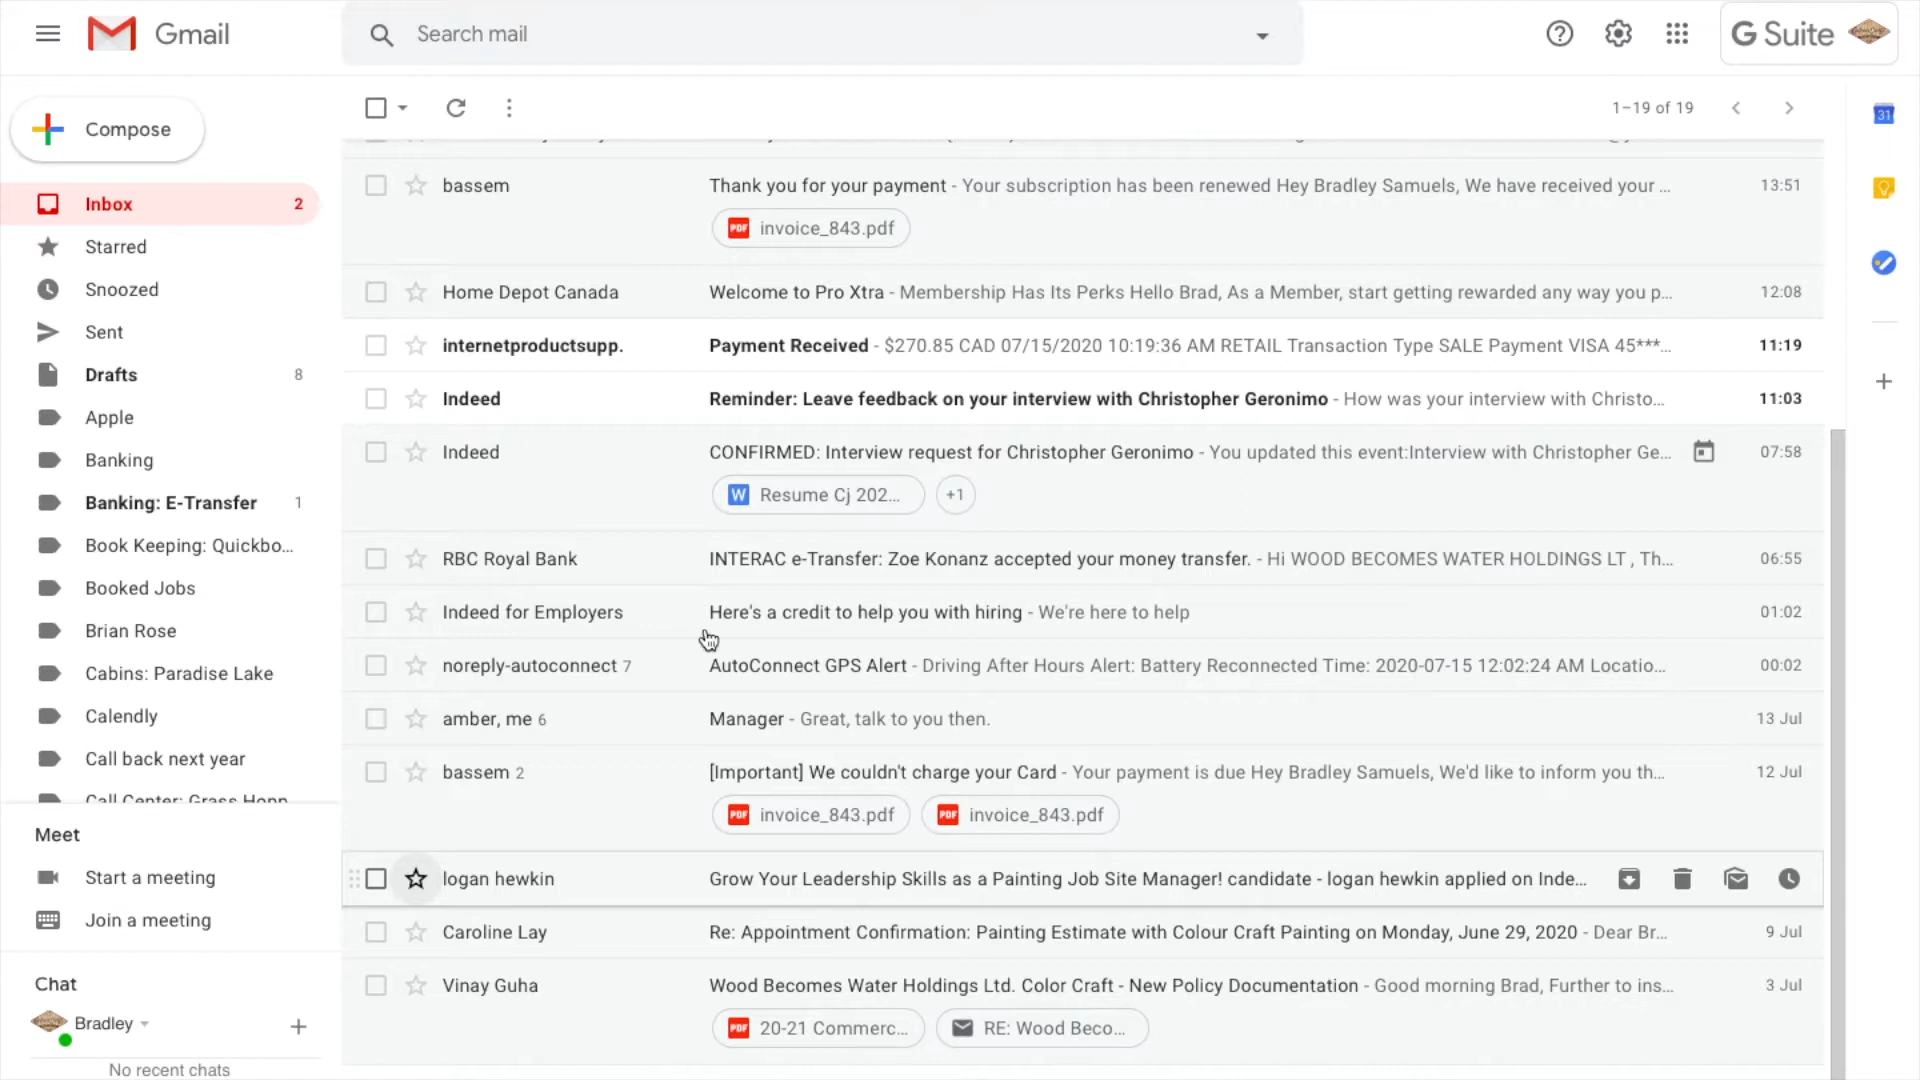 Gmail
Search mail
G Suite
Compose
1–19 of 19
Inbox 2
Starred
Snoozed
Sent
Drafts 8
Apple
Banking
Banking: E-Transfer 1
Book Keeping: Quickbo...
Booked Jobs
Brian Rose
Cabins: Paradise Lake
Calendly
Call back next year
Call Center: Grass Hopp
Meet
Start a meeting
Join a meeting
Chat
Bradley
No recent chats
bassem Thank you for your payment - Your subscription has been renewed Hey Bradley Samuels, We have received your ... 13:51
PDF invoice_843.pdf
Home Depot Canada Welcome to Pro Xtra - Membership Has Its Perks Hello Brad, As a Member, start getting rewarded any way you p... 12:08
internetproductsupp. Payment Received - $270.85 CAD 07/15/2020 10:19:36 AM RETAIL Transaction Type SALE Payment VISA 45***... 11:19
Indeed Reminder: Leave feedback on your interview with Christopher Geronimo - How was your interview with Christo... 11:03
Indeed CONFIRMED: Interview request for Christopher Geronimo - You updated this event:Interview with Christopher Ge... 07:58
W Resume Cj 202... +1
RBC Royal Bank INTERAC e-Transfer: Zoe Konanz accepted your money transfer. - Hi WOOD BECOMES WATER HOLDINGS LT , Th... 06:55
Indeed for Employers Here's a credit to help you with hiring - We're here to help 01:02
noreply-autoconnect 7 AutoConnect GPS Alert - Driving After Hours Alert: Battery Reconnected Time: 2020-07-15 12:02:24 AM Locatio... 00:02
amber, me 6 Manager - Great, talk to you then. 13 Jul
bassem 2 [Important] We couldn't charge your Card - Your payment is due Hey Bradley Samuels, We'd like to inform you th... 12 Jul
PDF invoice_843.pdf PDF invoice_843.pdf
logan hewkin Grow Your Leadership Skills as a Painting Job Site Manager! candidate - logan hewkin applied on Inde...
Caroline Lay Re: Appointment Confirmation: Painting Estimate with Colour Craft Painting on Monday, June 29, 2020 - Dear Br... 9 Jul
Vinay Guha Wood Becomes Water Holdings Ltd. Color Craft - New Policy Documentation - Good morning Brad, Further to ins... 3 Jul
PDF 20-21 Commerc... RE: Wood Beco...
31